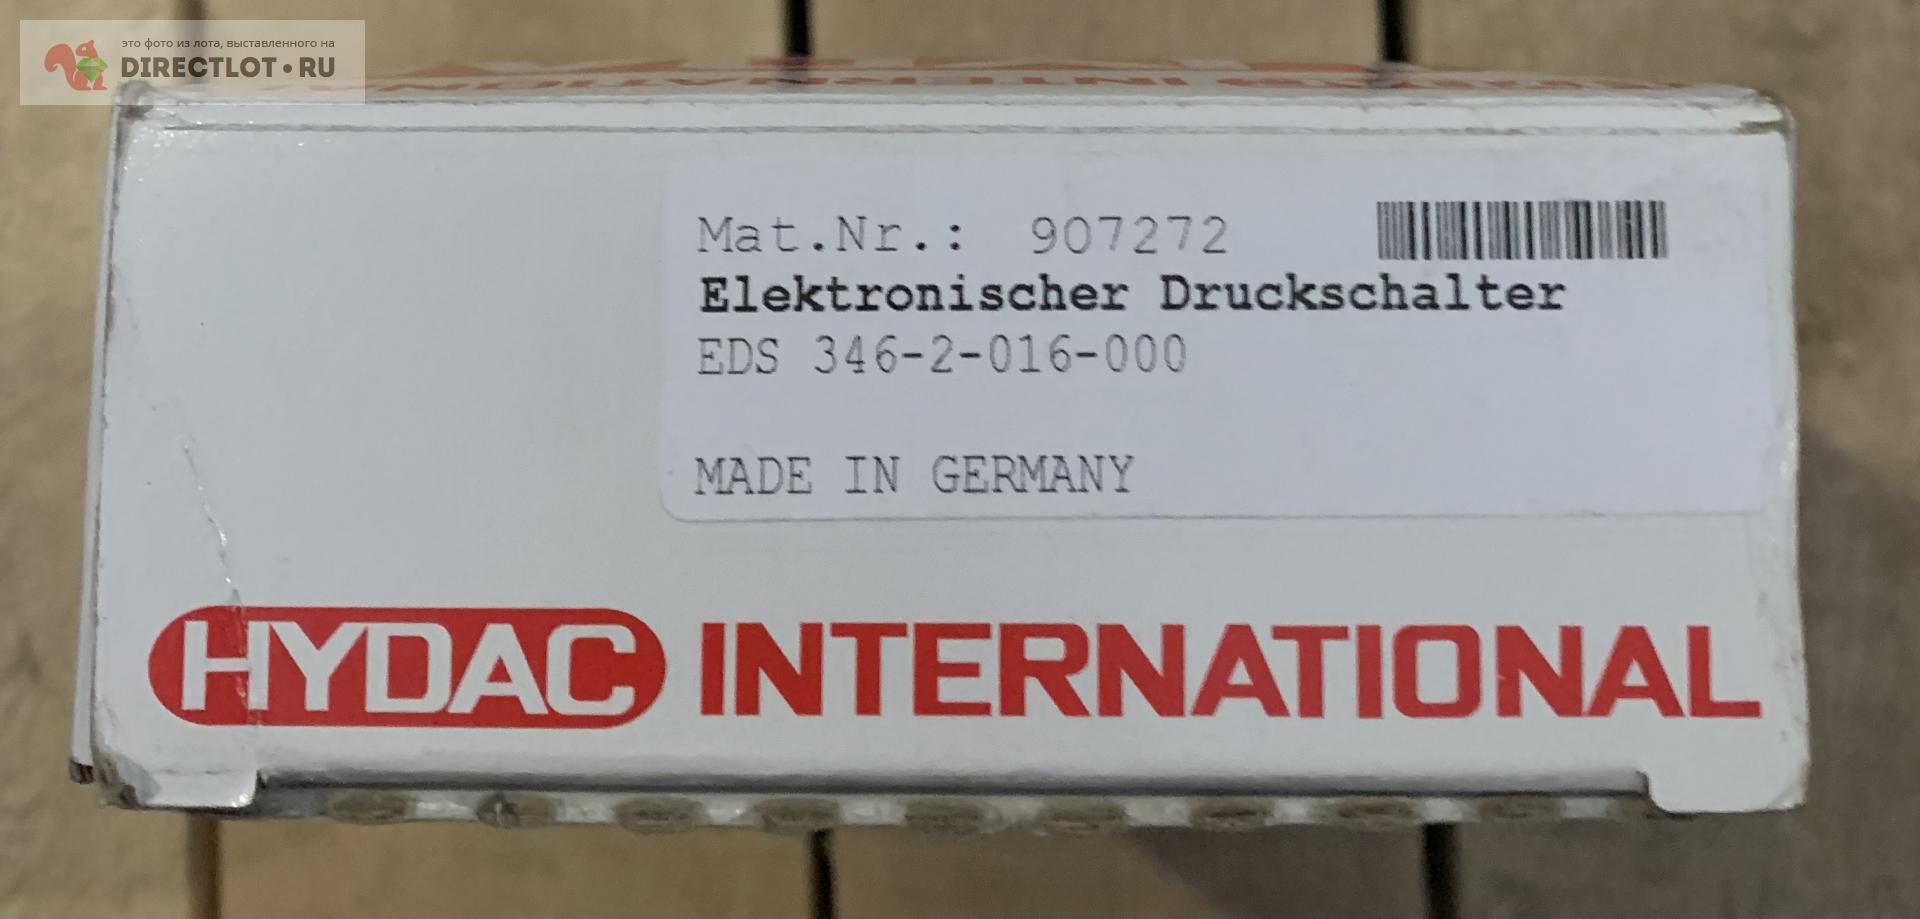 это фото из лота, выставленного на
DIRECTLOT•RU
Mat.Nr.: 907272
Elektronischer Druckschalter
EDS 346-2-016-000
MADE IN GERMANY
HYDAC INTERNATIONAL